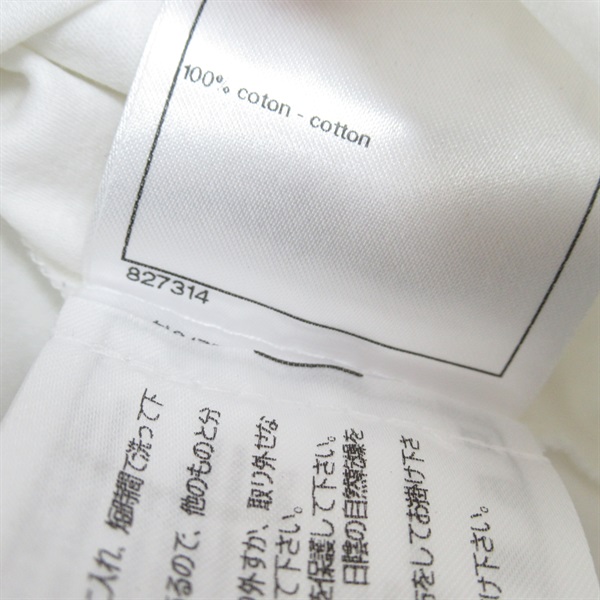 100% coton - cotton
827314
に入れ、短時間で洗って下
るので、他のものと分
り外すか、取り外せな
て下さい。
を保護して下さい。
日陰の自然乾燥を
をしてお掛け下さ
け下さい。